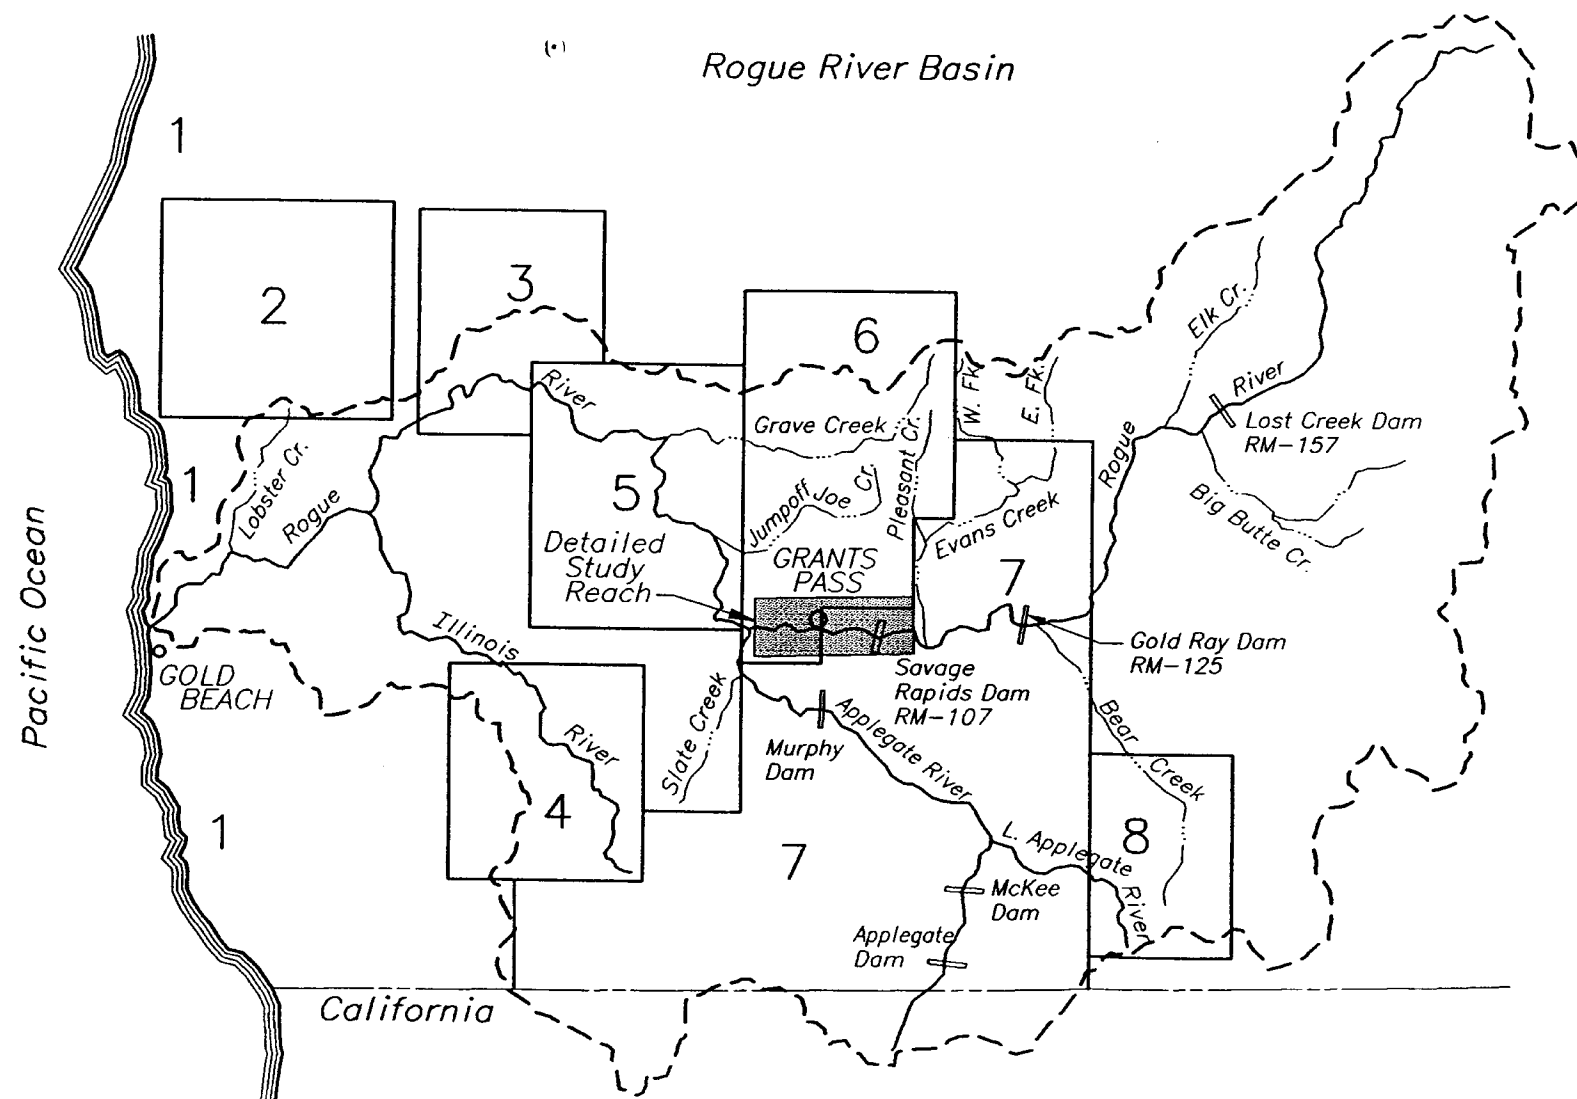 Rogue River Basin
1
2
3
6
Elk Cr.
River
Lost Creek Dam
RM-157
River
W. Fk.
E. Fk.
Grave Creek
Pleasant Cr.
Rogue
1
Lobster Cr.
Rogue
5
Jumpoff Joe Cr.
Evans Creek
Big Butte Cr.
Detailed
Study
Reach
GRANTS
PASS
7
Pacific Ocean
GOLD
BEACH
Illinois
River
Slate Creek
Savage
Rapids Dam
RM-107
Gold Ray Dam
RM-125
Murphy
Dam
Applegate River
Bear Creek
1
4
7
L. Applegate River
8
McKee
Dam
Applegate
Dam
California